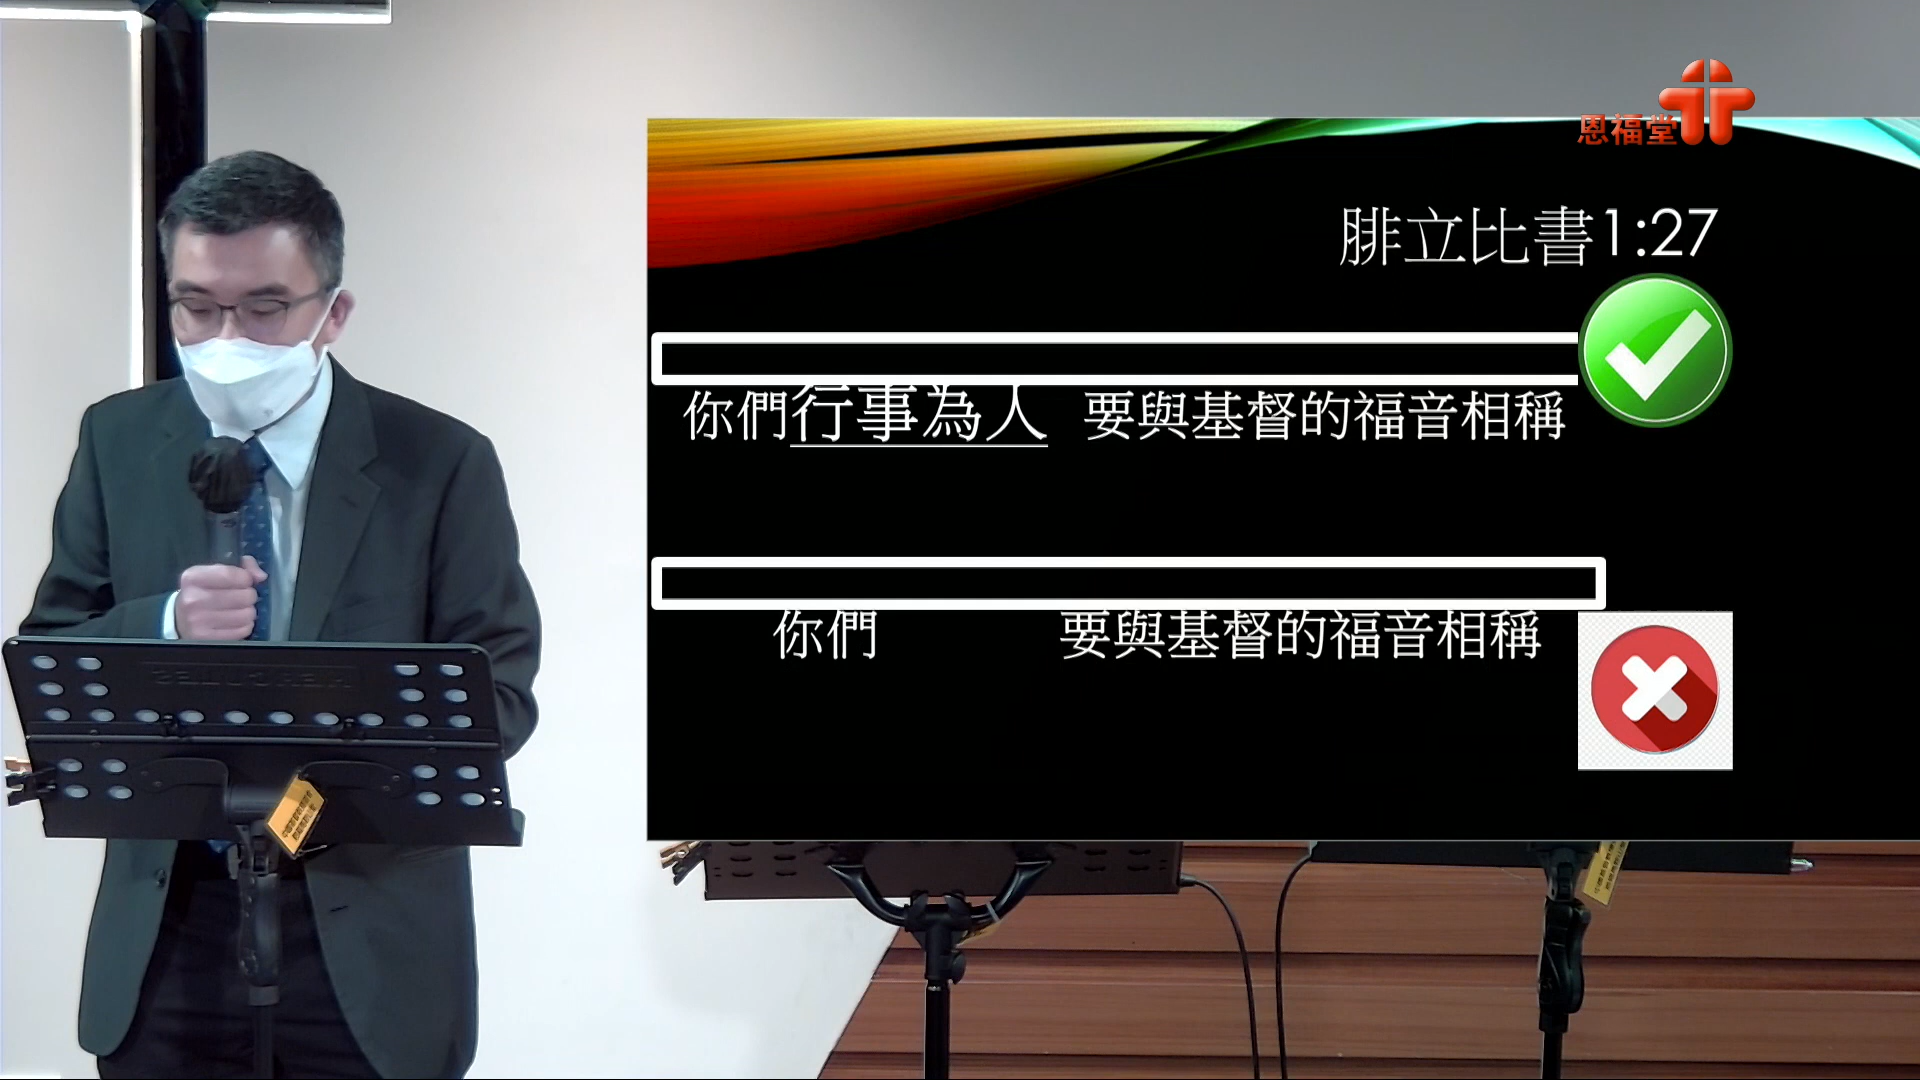 恩福堂
腓立比書1:27
你們行事為人 要與基督的福音相稱
你們 要與基督的福音相稱